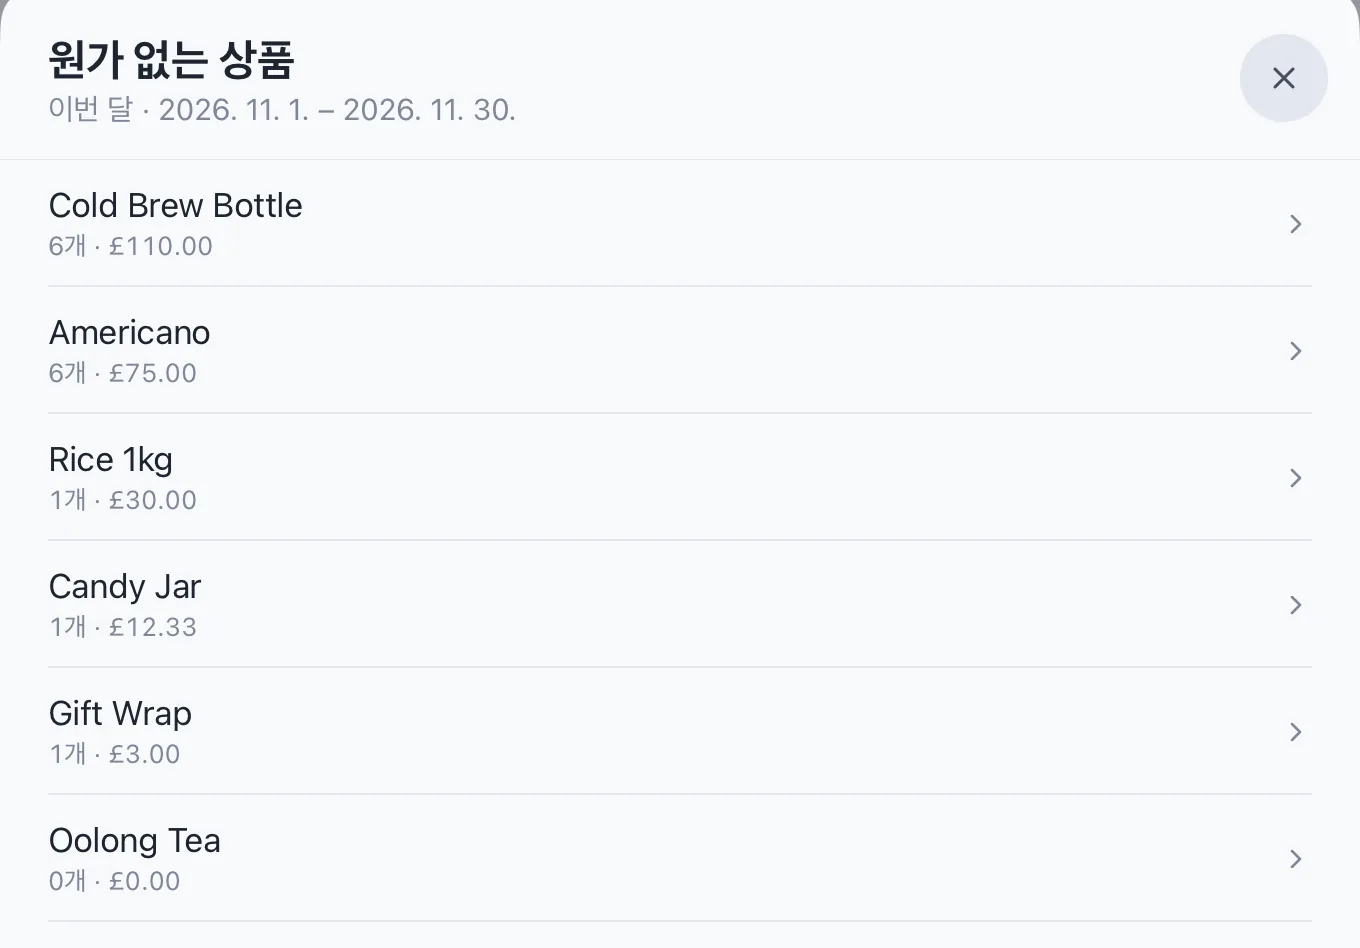 원가 없는 상품
이번 달 · 2026. 11. 1. – 2026. 11. 30.
Cold Brew Bottle
6개 · £110.00
Americano
6개 · £75.00
Rice 1kg
1개 · £30.00
Candy Jar
1개 · £12.33
Gift Wrap
1개 · £3.00
Oolong Tea
0개 · £0.00